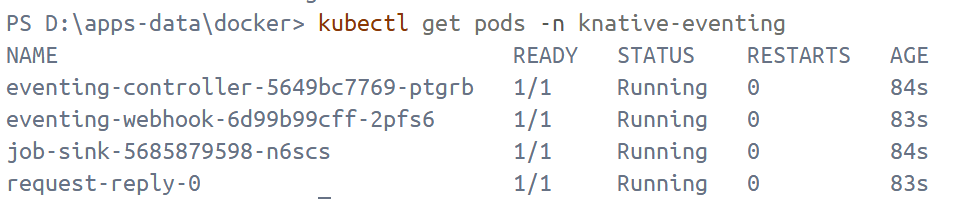 PS D:\apps-data\docker> kubectl get pods -n knative-eventing
NAME READY STATUS RESTARTS AGE
eventing-controller-5649bc7769-ptgrb 1/1 Running 0 84s
eventing-webhook-6d99b99cff-2pfs6 1/1 Running 0 83s
job-sink-5685879598-n6scs 1/1 Running 0 84s
request-reply-0 1/1 Running 0 83s